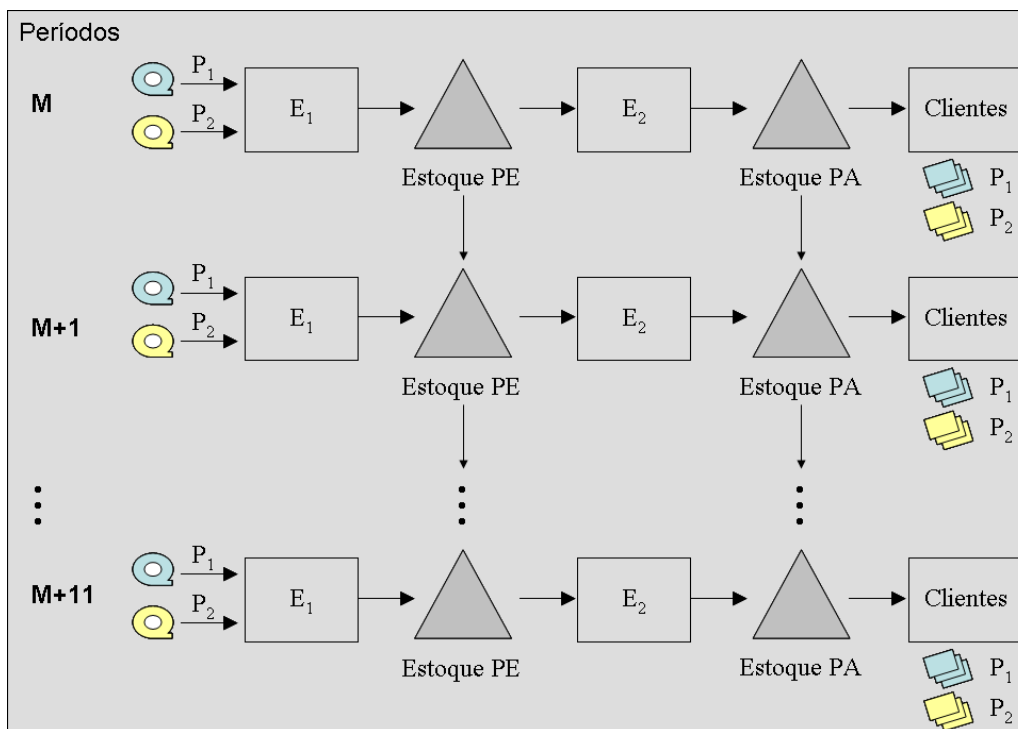 Períodos
M
P₁
P₂
E₁
E₂
Clientes
Estoque PE
Estoque PA
P₁
P₂
M+1
P₁
P₂
E₁
E₂
Clientes
Estoque PE
Estoque PA
P₁
P₂
M+11
P₁
P₂
E₁
E₂
Clientes
Estoque PE
Estoque PA
P₁
P₂